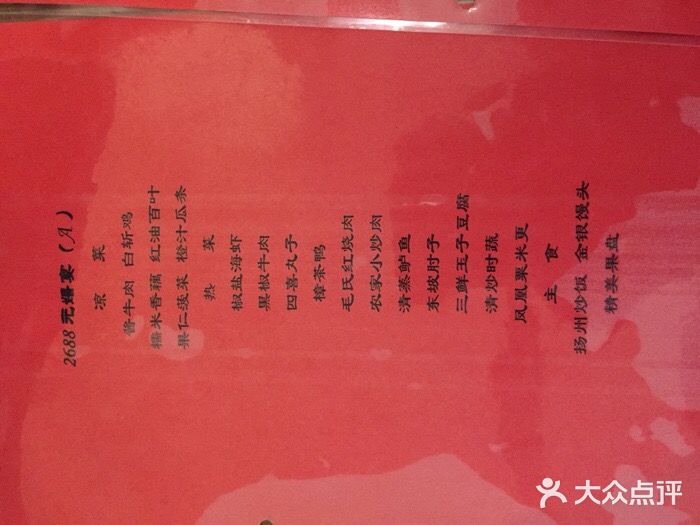 2688元婚宴（A）
凉 菜
酱牛肉 白斩鸡
糯米香藕 红油百叶
果仁菠菜 橙汁瓜条
热 菜
椒盐海虾
黑椒牛肉
四喜丸子
樟茶鸭
毛氏红烧肉
农家小炒肉
清蒸鲈鱼
东坡肘子
三鲜玉子豆腐
清炒时蔬
凤凰粟米更
主 食
扬州炒饭 金银馒头
精美果盘
大众点评